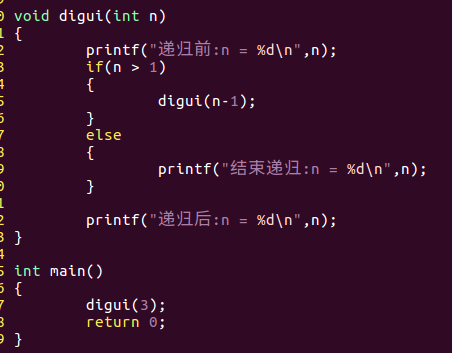 0 void digui(int n)
1 {
2         printf("递归前:n = %d\n",n);
3         if(n > 1)
4         {
5                 digui(n-1);
6         }
7         else
8         {
9                 printf("结束递归:n = %d\n",n);
0         }
1
2         printf("递归后:n = %d\n",n);
3 }
4
5 int main()
6 {
7         digui(3);
8         return 0;
9 }